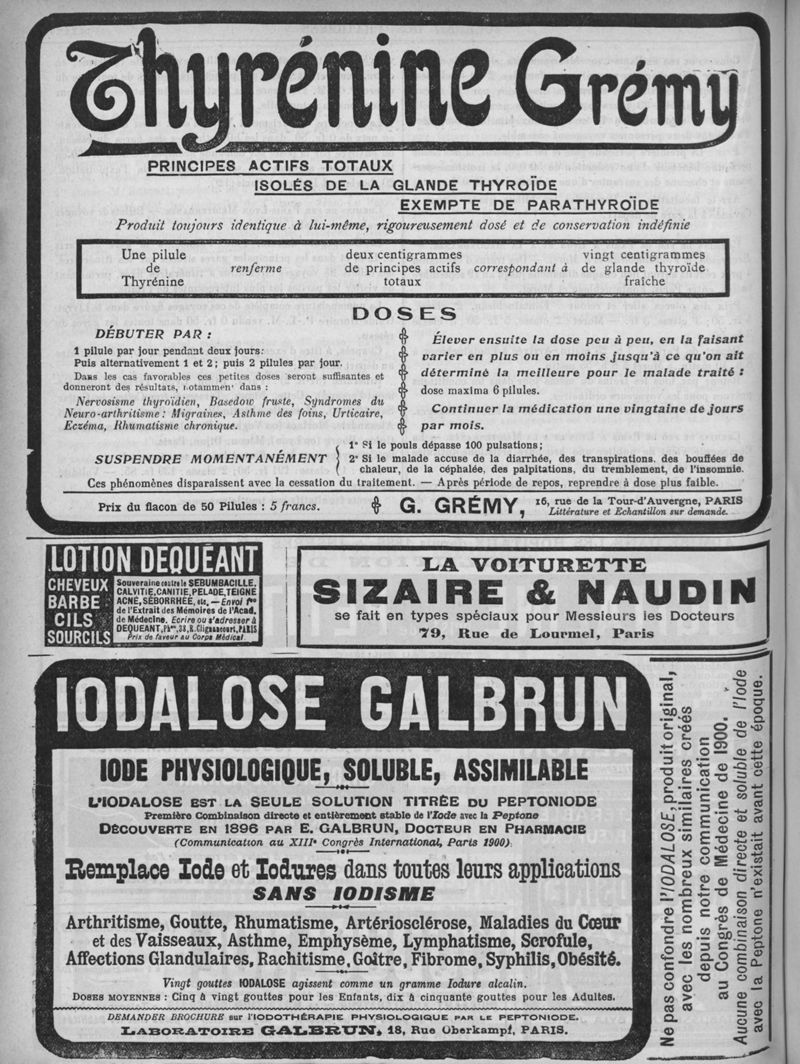 Thyrénine Grémy
PRINCIPES ACTIFS TOTAUX
ISOLÉS DE LA GLANDE THYROÏDE
EXEMPTE DE PARATHYROÏDE
Produit toujours identique à lui-même, rigoureusement dosé et de conservation indéfinie
Une pilule de Thyrénine
renferme
deux centigrammes de principes actifs totaux
correspondant à
vingt centigrammes de glande thyroïde fraîche
DOSES
DÉBUTER PAR :
1 pilule par jour pendant deux jours:
Puis alternativement 1 et 2 ; puis 2 pilules par jour.
Dans les cas favorables ces petites doses seront suffisantes et
donneront des résultats, notamment dans :
Nervosisme thyroïdien, Basedow fruste, Syndromes du
Neuro-arthritisme : Migraines, Asthme des foins, Urticaire,
Eczéma, Rhumatisme chronique.
Élever ensuite la dose peu à peu, en la faisant
varier en plus ou en moins jusqu'à ce qu'on ait
déterminé la meilleure pour le malade traité :
dose maxima 6 pilules.
Continuer la médication une vingtaine de jours
par mois.
SUSPENDRE MOMENTANÉMENT
1° Si le pouls dépasse 100 pulsations ;
2° Si le malade accuse de la diarrhée, des transpirations, des bouffées de
chaleur, de la céphalée, des palpitations, du tremblement, de l'insomnie.
Ces phénomènes disparaissent avec la cessation du traitement. — Après période de repos, reprendre à dose plus faible.
Prix du flacon de 50 Pilules : 5 francs.
G. GRÉMY,
16, rue de la Tour-d'Auvergne, PARIS
Littérature et Echantillon sur demande.
LOTION DEQUÉANT
CHEVEUX
BARBE
CILS
SOURCILS
Souveraine contre le SEBUMBACILLE,
CALVITIE, CANITIE, PELADE, TEIGNE
ACNÉ, SÉBORRHÉE, etc. — Envoi fco
de l'Extrait des Mémoires de l'Acad.
de Médecine. Ecrire ou s'adresser à
DEQUEANT, Phen, 38, R. Clignancourt, PARIS
Prix de faveur au Corps Médical.
LA VOITURETTE
SIZAIRE & NAUDIN
se fait en types spéciaux pour Messieurs les Docteurs
79, Rue de Lourmel, Paris
IODALOSE GALBRUN
IODE PHYSIOLOGIQUE, SOLUBLE, ASSIMILABLE
L'IODALOSE EST LA SEULE SOLUTION TITRÉE DU PEPTONIODE
Première Combinaison directe et entièrement stable de l'Iode avec la Peptone
DÉCOUVERTE EN 1896 PAR E. GALBRUN, DOCTEUR EN PHARMACIE
(Communication au XIIIe Congrès International, Paris 1900).
Remplace Iode et Iodures dans toutes leurs applications
SANS IODISME
Arthritisme, Goutte, Rhumatisme, Artériosclérose, Maladies du Cœur
et des Vaisseaux, Asthme, Emphysème, Lymphatisme, Scrofule,
Affections Glandulaires, Rachitisme, Goître, Fibrome, Syphilis, Obésité.
Vingt gouttes IODALOSE agissent comme un gramme Iodure alcalin.
DOSES MOYENNES : Cinq à vingt gouttes pour les Enfants, dix à cinquante gouttes pour les Adultes.
DEMANDER BROCHURE sur l'IODOTHÉRAPIE PHYSIOLOGIQUE PAR LE PEPTONIODE.
LABORATOIRE GALBRUN, 18, Rue Oberkampf, PARIS.
Ne pas confondre l'IODALOSE, produit original,
avec les nombreux similaires créés
depuis notre communication
au Congrès de Médecine de 1900.
Aucune combinaison directe et soluble de l'Iode
avec la Peptone n'existait avant cette époque.